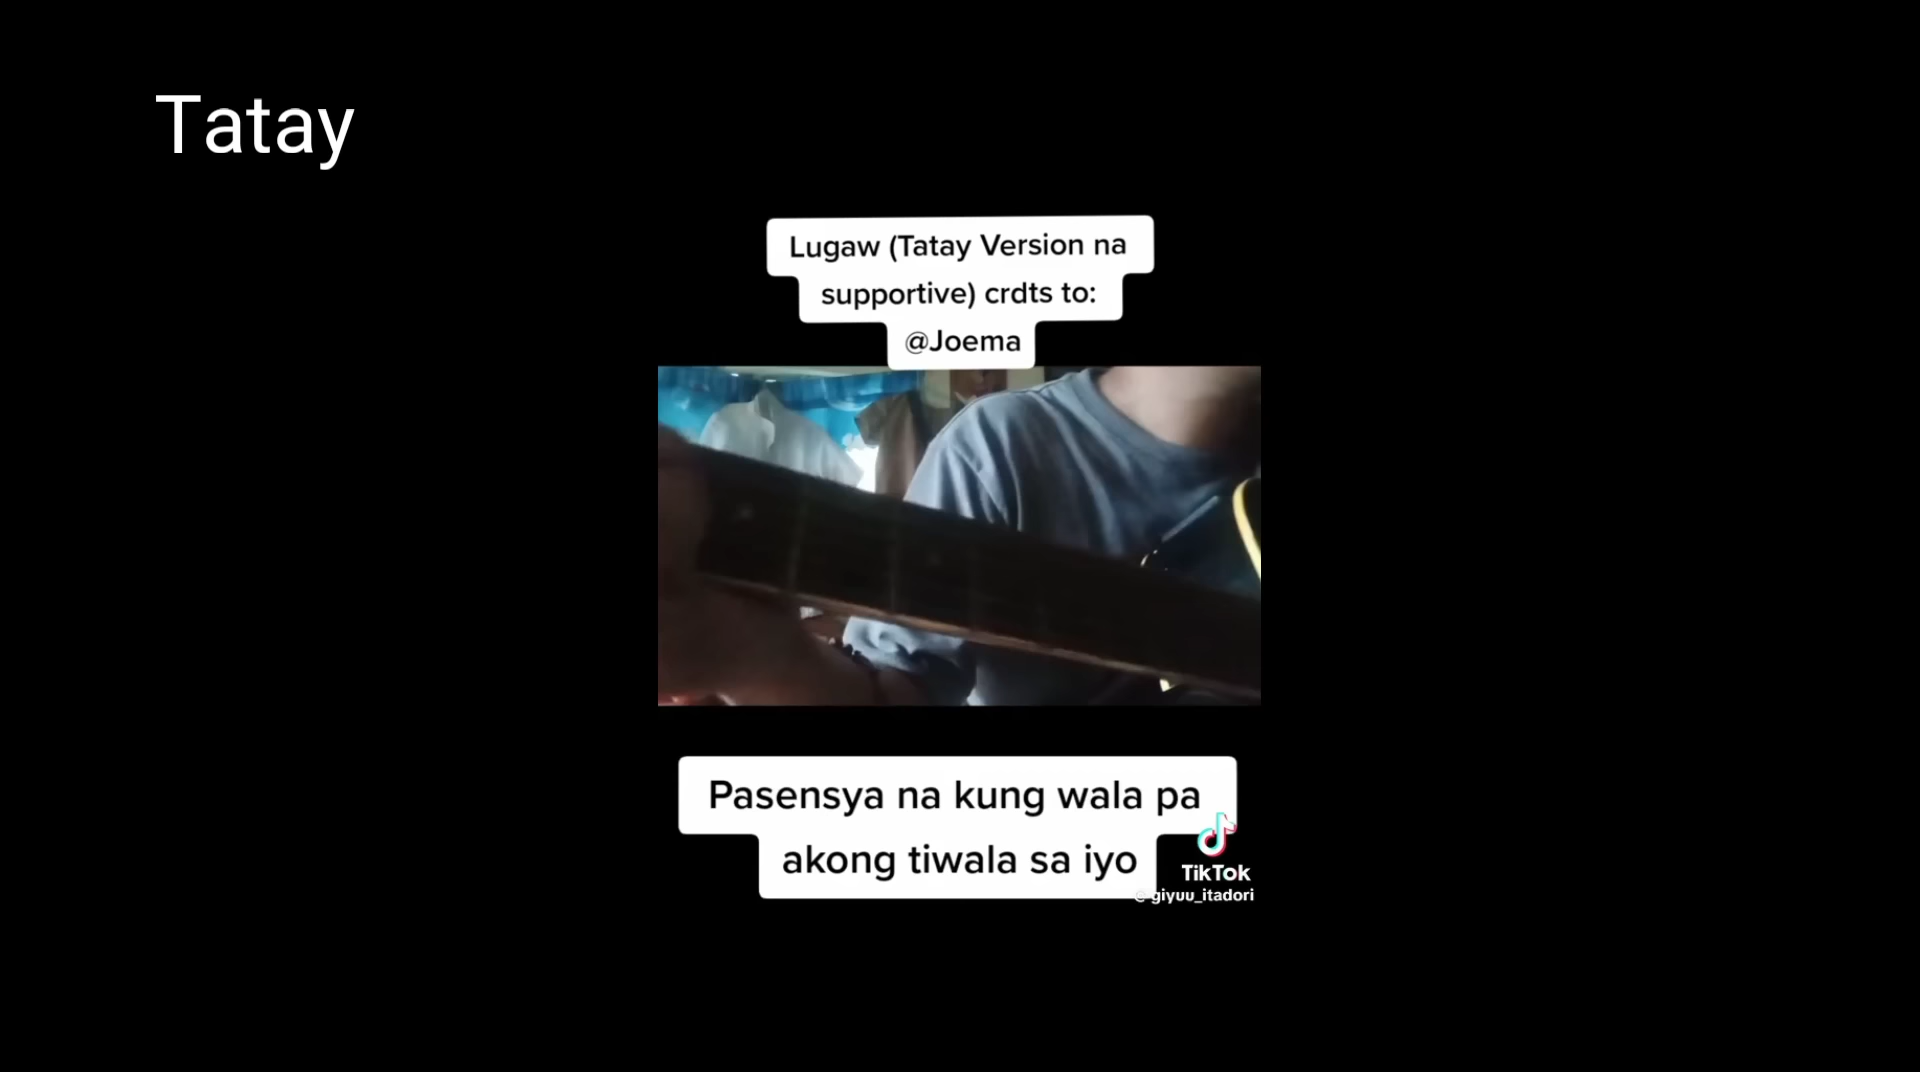 Tatay
Lugaw (Tatay Version na
supportive) crdts to:
@Joema
Pasensya na kung wala pa
akong tiwala sa iyo
TikTok
@giyuu_itadori